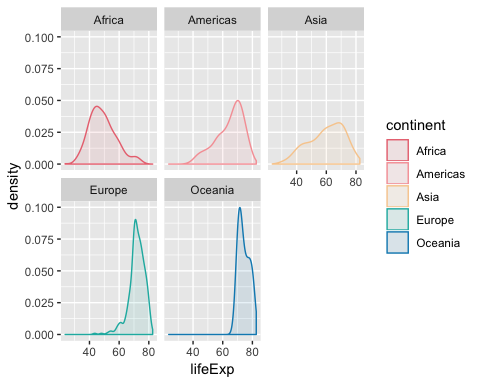 Africa Americas Asia
0.100
0.075
0.050
0.025
0.000
40 60 80
Europe Oceania
0.100
0.075
0.050
0.025
0.000
40 60 80 40 60 80
lifeExp
density
continent
Africa
Americas
Asia
Europe
Oceania